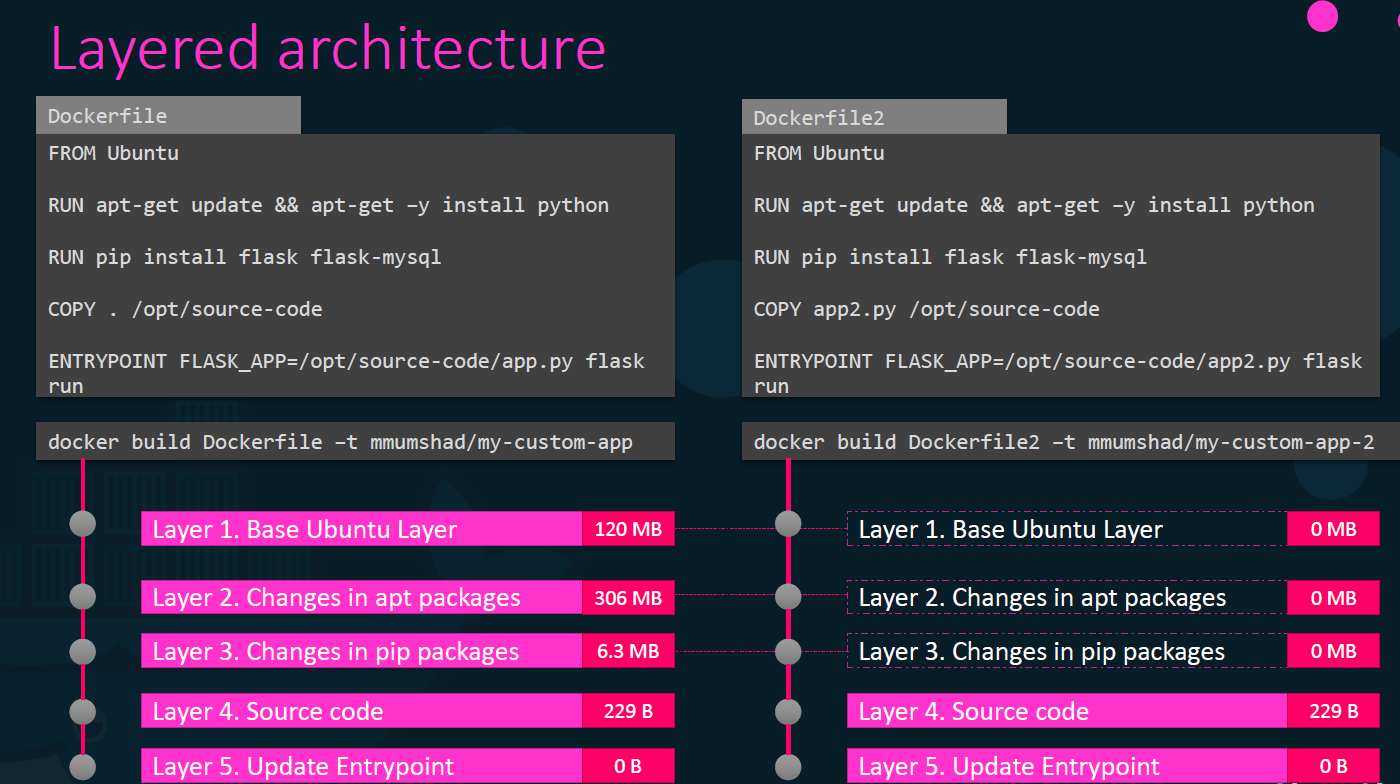 Layered architecture
Dockerfile
FROM Ubuntu
RUN apt-get update && apt-get –y install python
RUN pip install flask flask-mysql
COPY . /opt/source-code
ENTRYPOINT FLASK_APP=/opt/source-code/app.py flask
run
docker build Dockerfile –t mmumshad/my-custom-app
Layer 1. Base Ubuntu Layer 120 MB
Layer 2. Changes in apt packages 306 MB
Layer 3. Changes in pip packages 6.3 MB
Layer 4. Source code 229 B
Layer 5. Update Entrypoint 0 B
Dockerfile2
FROM Ubuntu
RUN apt-get update && apt-get –y install python
RUN pip install flask flask-mysql
COPY app2.py /opt/source-code
ENTRYPOINT FLASK_APP=/opt/source-code/app2.py flask
run
docker build Dockerfile2 –t mmumshad/my-custom-app-2
Layer 1. Base Ubuntu Layer 0 MB
Layer 2. Changes in apt packages 0 MB
Layer 3. Changes in pip packages 0 MB
Layer 4. Source code 229 B
Layer 5. Update Entrypoint 0 B